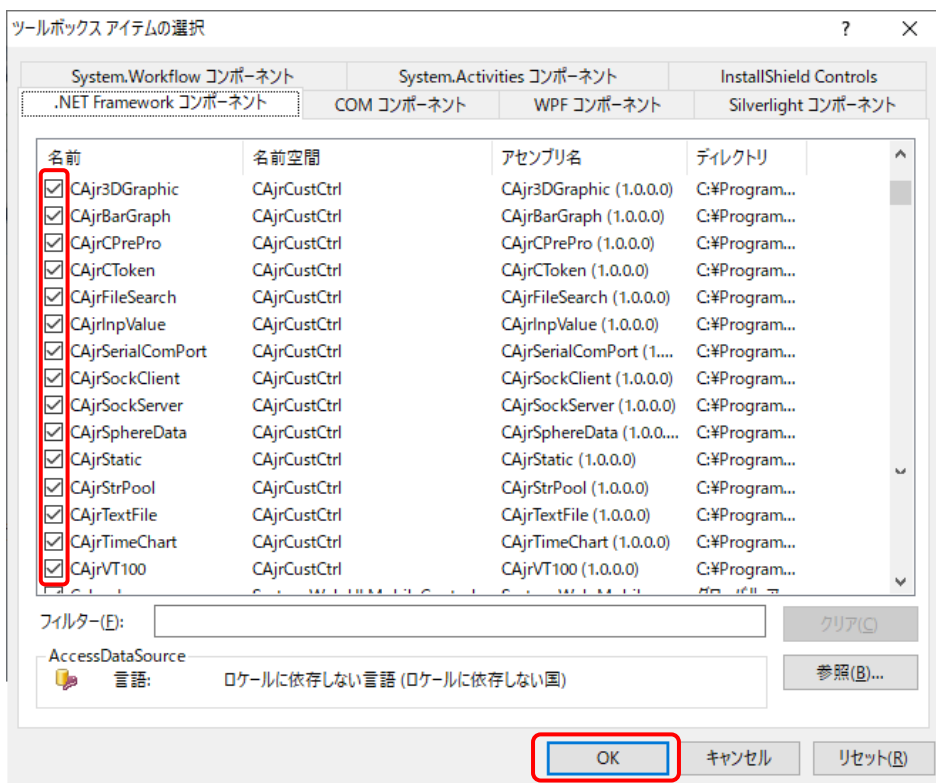 ツールボックス アイテムの選択 ? ×
System.Workflow コンポーネント System.Activities コンポーネント InstallShield Controls
.NET Framework コンポーネント COM コンポーネント WPF コンポーネント Silverlight コンポーネント
名前 名前空間 アセンブリ名 ディレクトリ
CAjr3DGraphic CAjrCustCtrl CAjr3DGraphic (1.0.0.0) C:¥Program...
CAjrBarGraph CAjrCustCtrl CAjrBarGraph (1.0.0.0) C:¥Program...
CAjrCPrePro CAjrCustCtrl CAjrCPrePro (1.0.0.0) C:¥Program...
CAjrCToken CAjrCustCtrl CAjrCToken (1.0.0.0) C:¥Program...
CAjrFileSearch CAjrCustCtrl CAjrFileSearch (1.0.0.0) C:¥Program...
CAjrInpValue CAjrCustCtrl CAjrInpValue (1.0.0.0) C:¥Program...
CAjrSerialComPort CAjrCustCtrl CAjrSerialComPort (1.... C:¥Program...
CAjrSockClient CAjrCustCtrl CAjrSockClient (1.0.0.0) C:¥Program...
CAjrSockServer CAjrCustCtrl CAjrSockServer (1.0.0.0) C:¥Program...
CAjrSphereData CAjrCustCtrl CAjrSphereData (1.0.0.... C:¥Program...
CAjrStatic CAjrCustCtrl CAjrStatic (1.0.0.0) C:¥Program...
CAjrStrPool CAjrCustCtrl CAjrStrPool (1.0.0.0) C:¥Program...
CAjrTextFile CAjrCustCtrl CAjrTextFile (1.0.0.0) C:¥Program...
CAjrTimeChart CAjrCustCtrl CAjrTimeChart (1.0.0.0) C:¥Program...
CAjrVT100 CAjrCustCtrl CAjrVT100 (1.0.0.0) C:¥Program...
フィルター(F): クリア(C)
AccessDataSource
言語: ロケールに依存しない言語 (ロケールに依存しない国) 参照(B)...
OK キャンセル リセット(R)